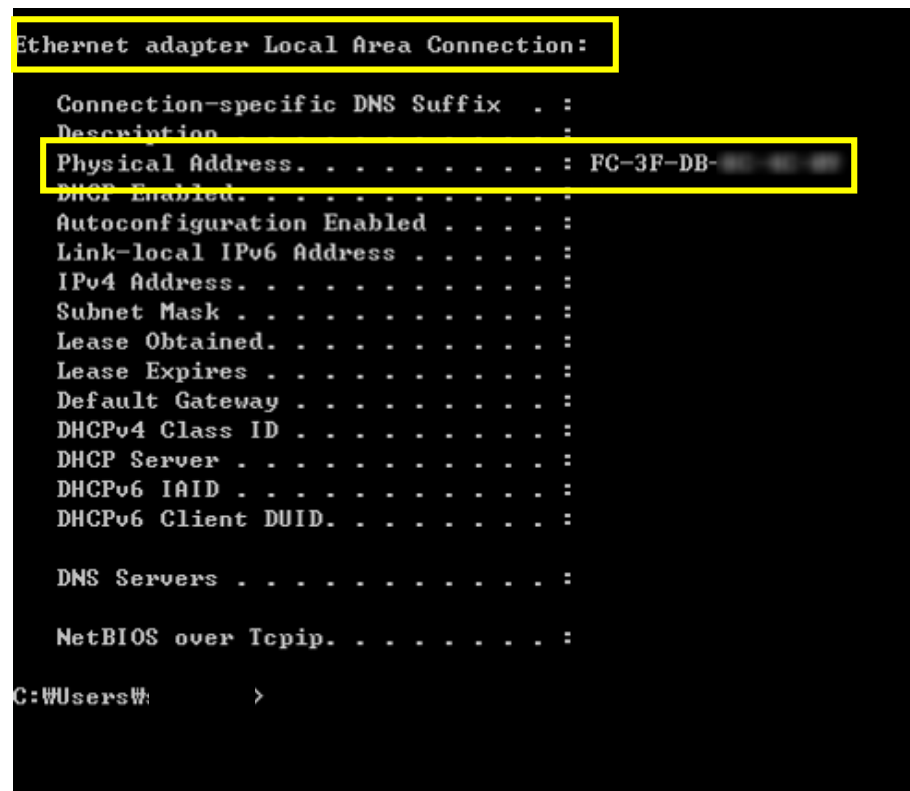 Ethernet adapter Local Area Connection:
Connection-specific DNS Suffix . :
Description . . . . . . . . . . . :
Physical Address. . . . . . . . . : FC-3F-DB-
DHCP Enabled. . . . . . . . . . . :
Autoconfiguration Enabled . . . . :
Link-local IPv6 Address . . . . . :
IPv4 Address. . . . . . . . . . . :
Subnet Mask . . . . . . . . . . . :
Lease Obtained. . . . . . . . . . :
Lease Expires . . . . . . . . . . :
Default Gateway . . . . . . . . . :
DHCPv4 Class ID . . . . . . . . . :
DHCP Server . . . . . . . . . . . :
DHCPv6 IAID . . . . . . . . . . . :
DHCPv6 Client DUID. . . . . . . . :
DNS Servers . . . . . . . . . . . :
NetBIOS over Tcpip. . . . . . . . :
C:₩Users₩ >